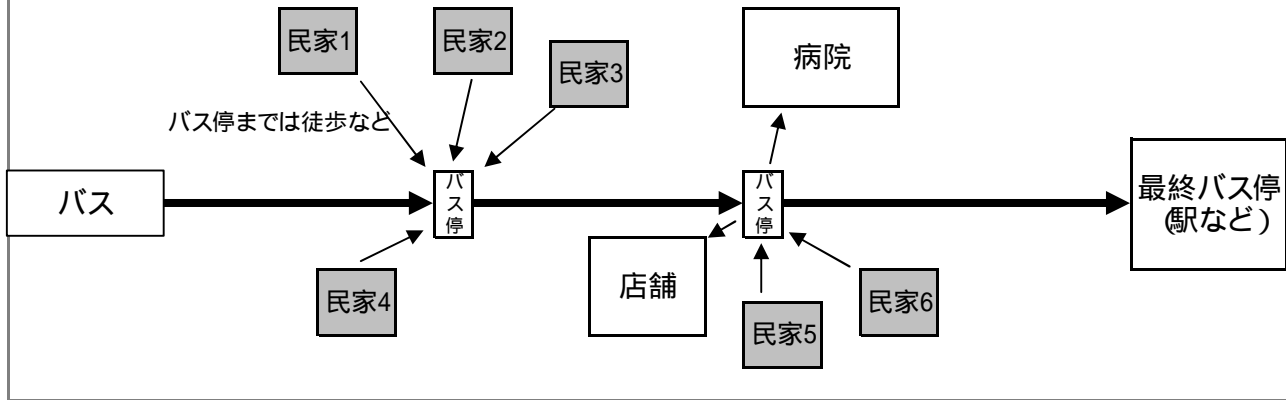 民家1
民家2
民家3
病院
バス停までは徒歩など
バス
バス停
バス停
最終バス停
(駅など)
民家4
店舗
民家5
民家6